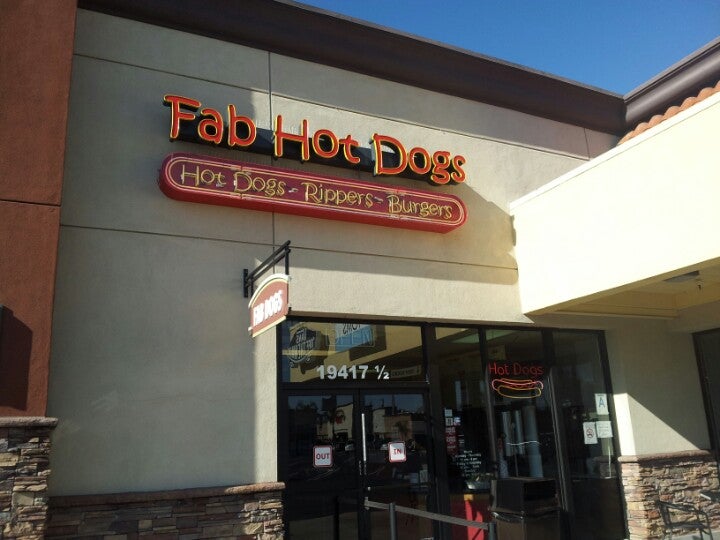 Fab Hot Dogs
Hot Dogs - Rippers - Burgers
FAB DOGS
19417 ½
Hot Dogs
OUT
IN
A